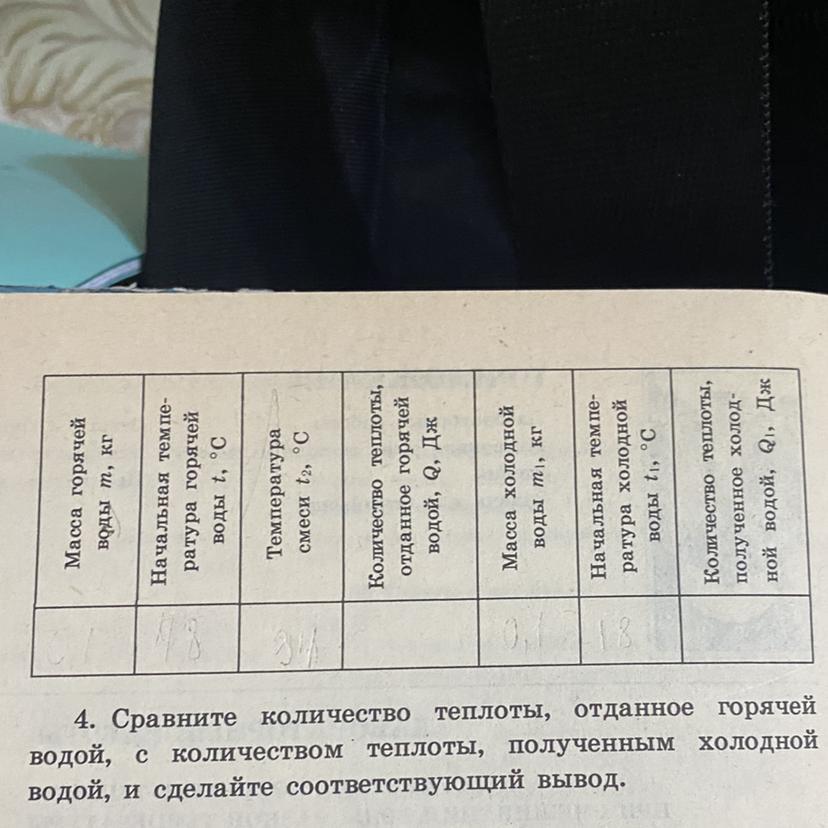 Масса горячей
воды m, кг
Начальная темпе-
ратура горячей
воды t, °С
Температура
смеси t₂, °С
Количество теплоты,
отданное горячей
водой, Q, Дж
Масса холодной
воды m₁, кг
Начальная темпе-
ратура холодной
воды t₁, °С
Количество теплоты,
полученное холод-
ной водой, Q₁, Дж
0,1
48
34
0,1
18
4. Сравните количество теплоты, отданное горячей
водой, с количеством теплоты, полученным холодной
водой, и сделайте соответствующий вывод.